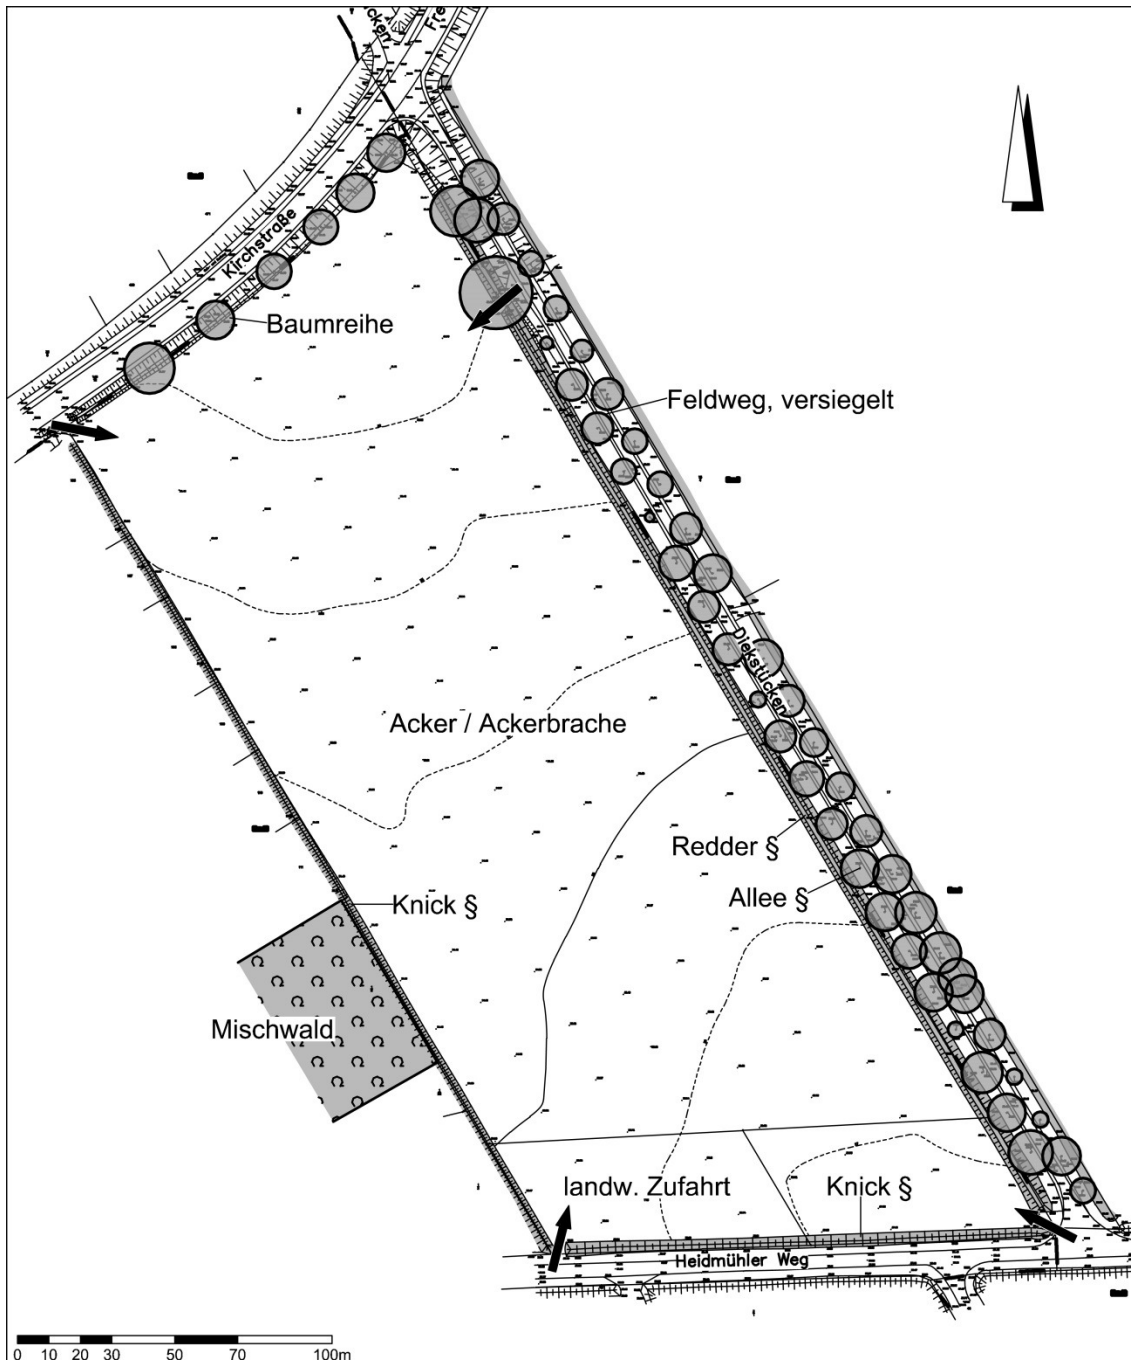 Kirchstraße
Baumreihe
Feldweg, versiegelt
Diekstücken
Acker / Ackerbrache
Redder §
Allee §
Knick §
Mischwald
landw. Zufahrt
Knick §
Heidmühler Weg
0 10 20 30 50 70 100m